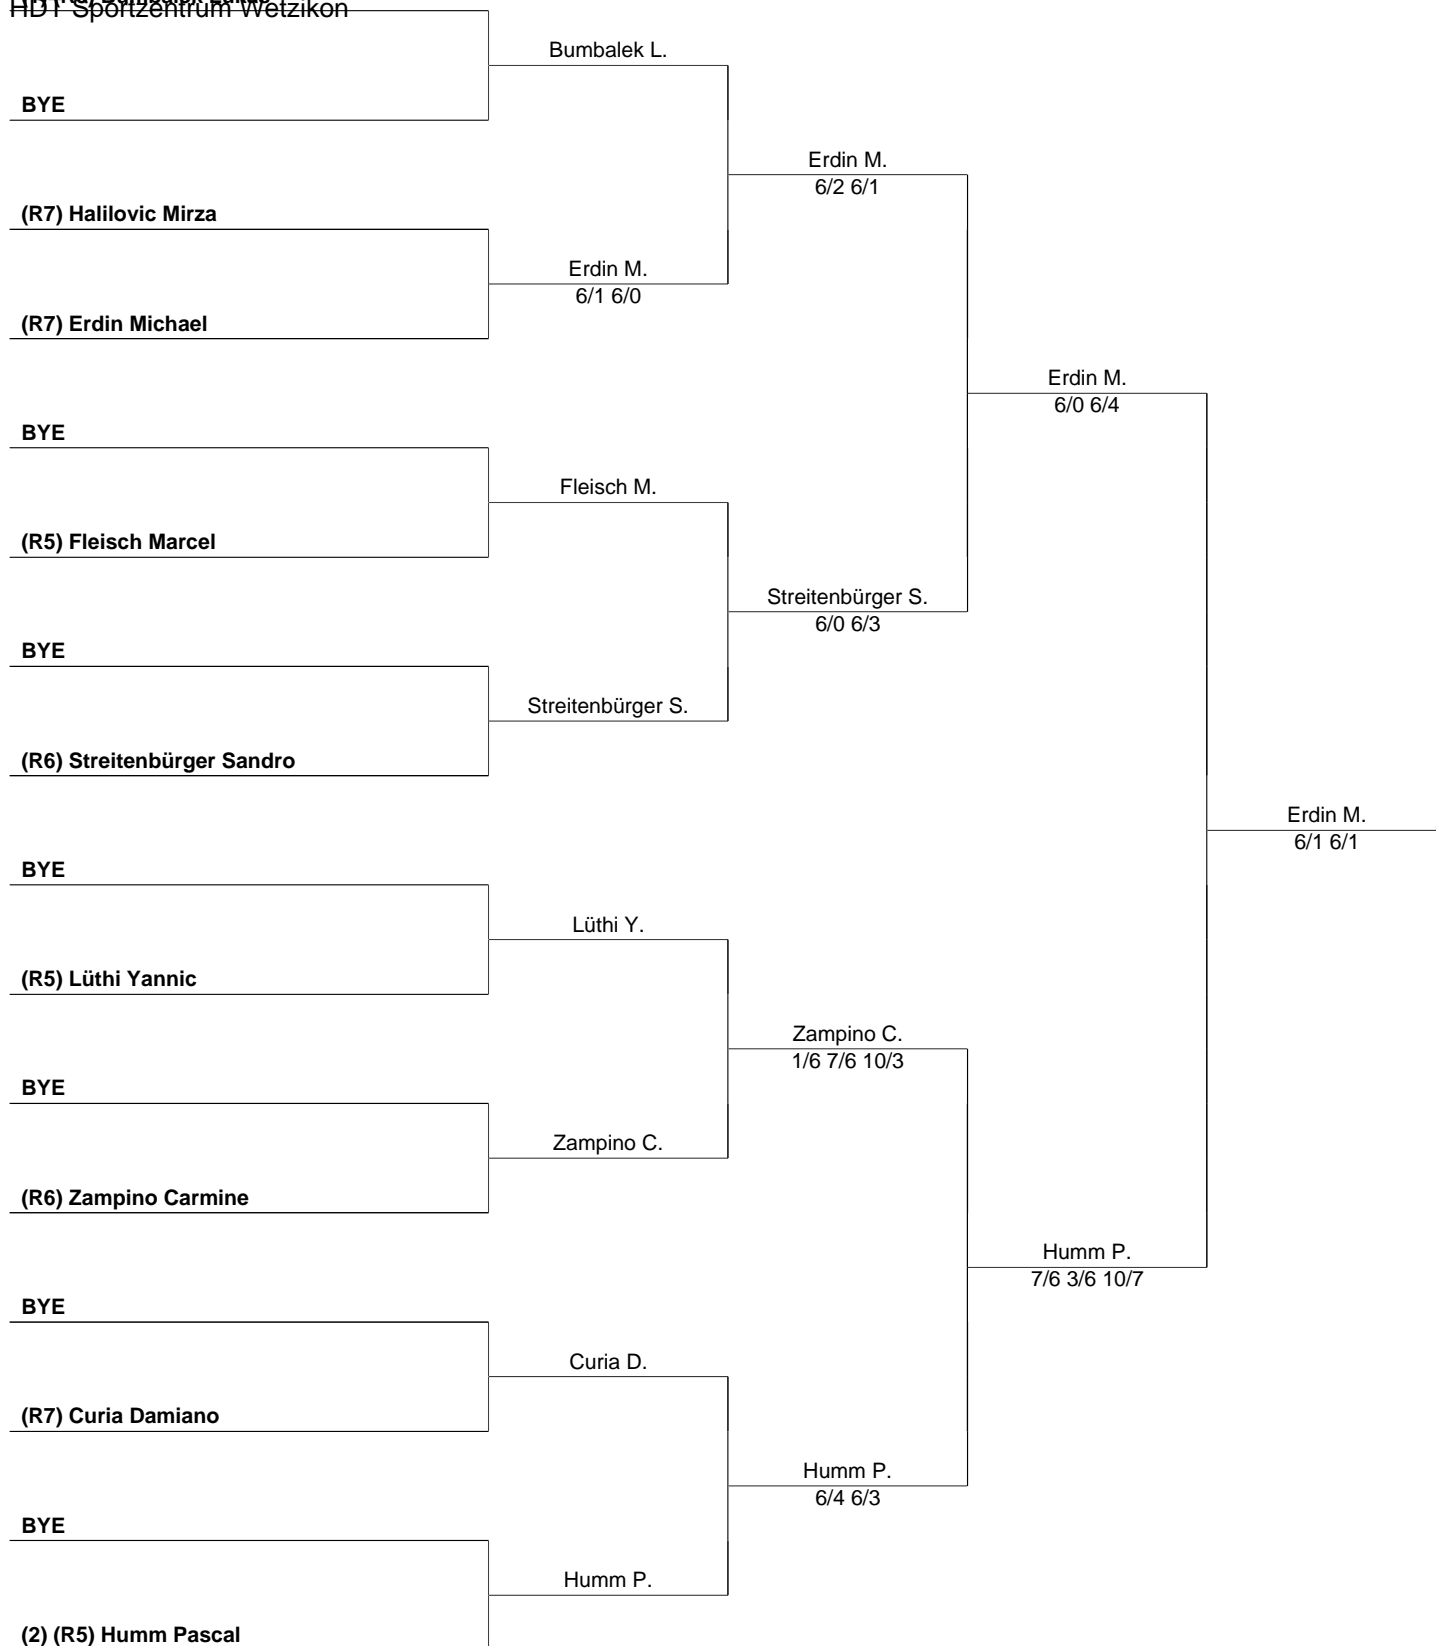 HDT Sportzentrum Wetzikon
Bumbalek L.
BYE
Erdin M.
6/2 6/1
(R7) Halilovic Mirza
Erdin M.
6/1 6/0
(R7) Erdin Michael
Erdin M.
6/0 6/4
BYE
Fleisch M.
(R5) Fleisch Marcel
Streitenbürger S.
6/0 6/3
BYE
Streitenbürger S.
(R6) Streitenbürger Sandro
Erdin M.
6/1 6/1
BYE
Lüthi Y.
(R5) Lüthi Yannic
Zampino C.
1/6 7/6 10/3
BYE
Zampino C.
(R6) Zampino Carmine
Humm P.
7/6 3/6 10/7
BYE
Curia D.
(R7) Curia Damiano
Humm P.
6/4 6/3
BYE
Humm P.
(2) (R5) Humm Pascal